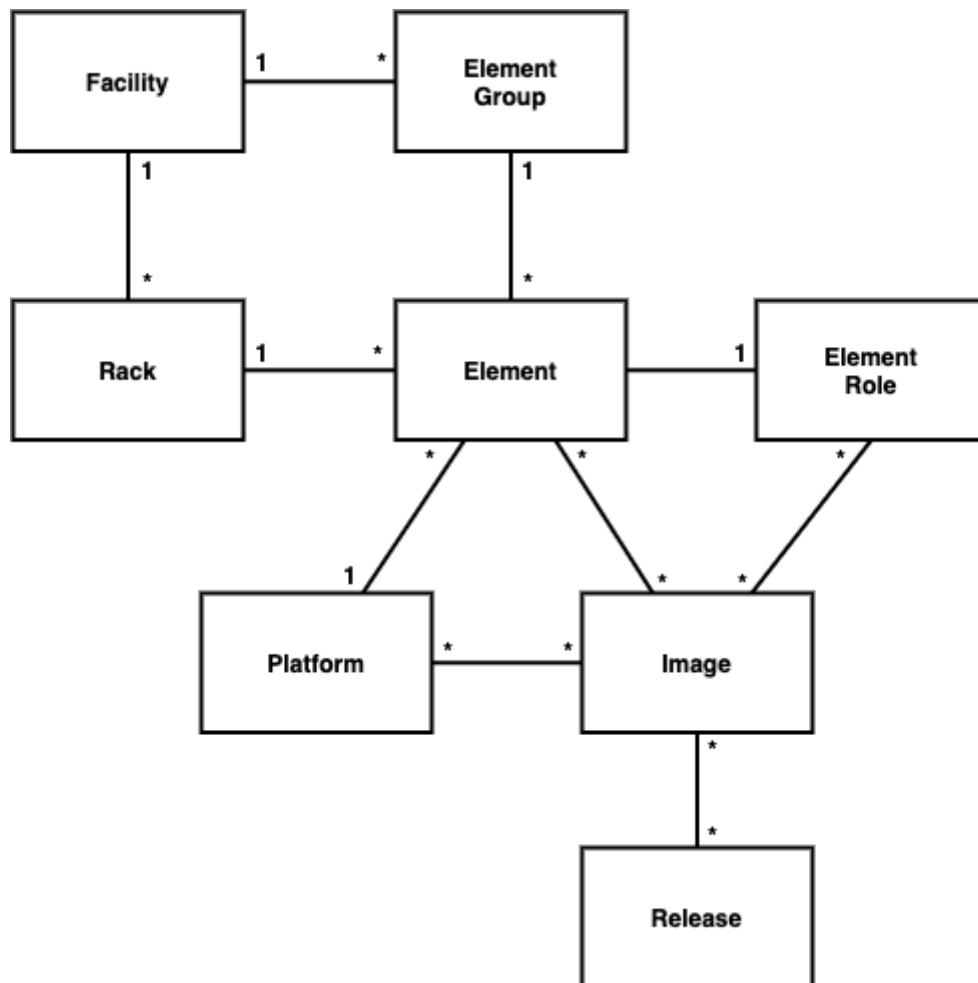 Facility
1
*
Element
Group
1
*
1
*
Rack
1
*
Element
1
Element
Role
*
*
*
1
*
*
Platform
*
*
Image
*
*
Release